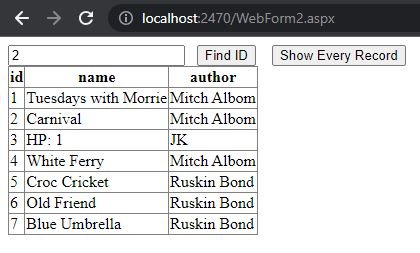 localhost:2470/WebForm2.aspx
2 Find ID Show Every Record
id name author
1 Tuesdays with Morrie Mitch Albom
2 Carnival Mitch Albom
3 HP: 1 JK
4 White Ferry Mitch Albom
5 Croc Cricket Ruskin Bond
6 Old Friend Ruskin Bond
7 Blue Umbrella Ruskin Bond